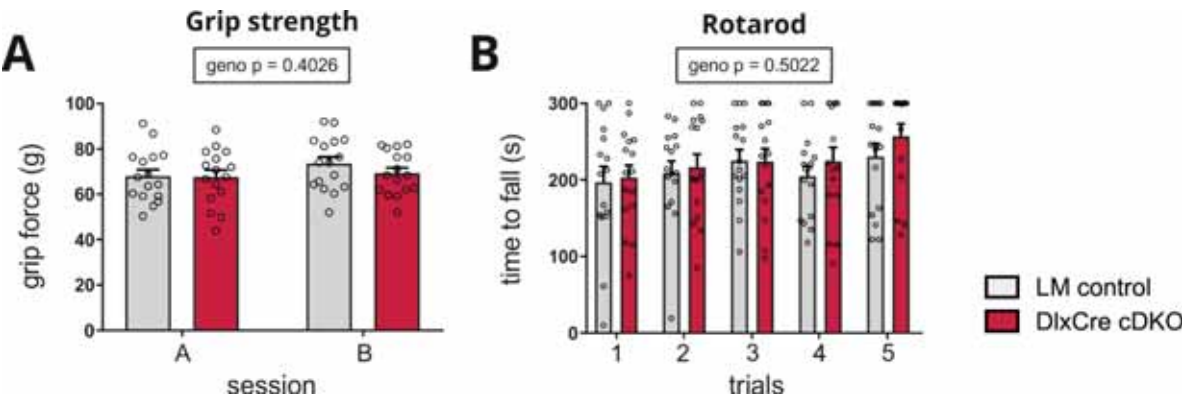 A
Grip strength
geno p = 0.4026
grip force (g)
100
80
60
40
20
0
A
B
session
B
Rotarod
geno p = 0.5022
time to fall (s)
300
200
100
0
1
2
3
4
5
trials
LM control
DlxCre cDKO